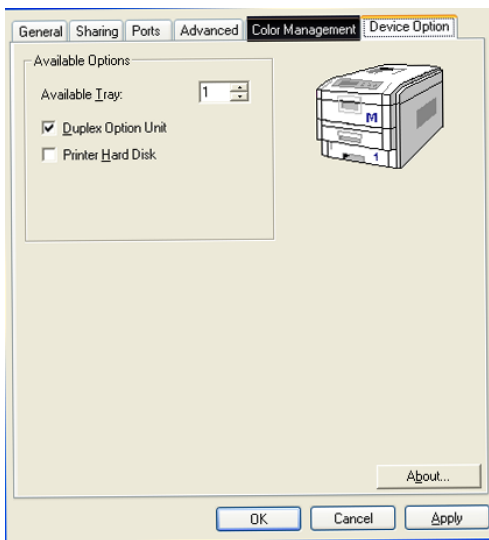 General Sharing Ports Advanced Color Management Device Option
Available Options
Available Tray: 1
Duplex Option Unit
Printer Hard Disk
M
1
About...
OK Cancel Apply